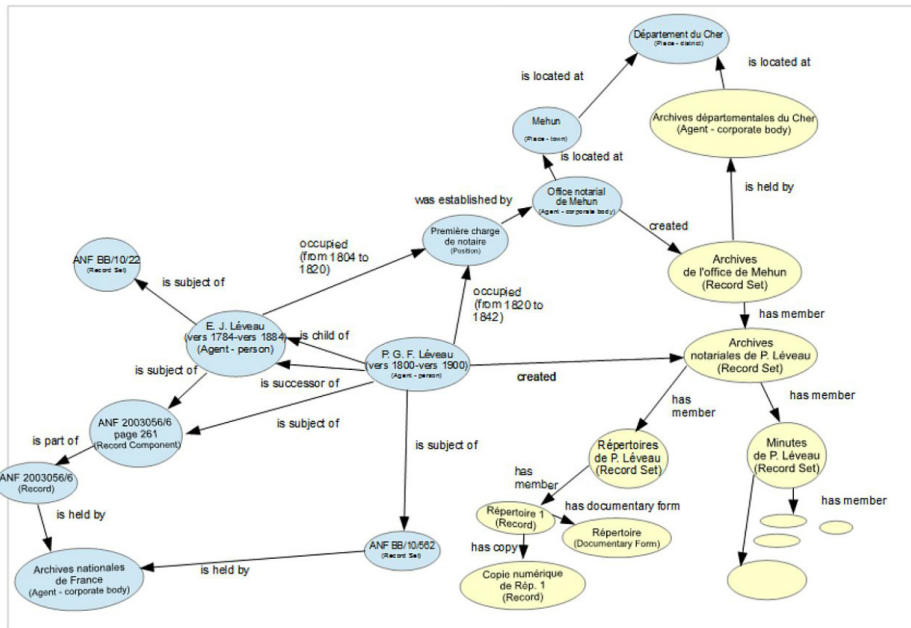 Département du Cher
(Place - district)
is located at
is located at
Mehun
(Place - town)
Archives départementales du Cher
(Agent - corporate body)
is located at
is held by
was established by
Office notarial
de Mehun
(Agent - corporate body)
created
Première charge
de notaire
(Position)
ANF BB/10/22
(Record Set)
occupied
(from 1804 to
1820)
Archives
de l'office de Mehun
(Record Set)
is subject of
occupied
(from 1820 to
1842)
has member
E. J. Léveau
(vers 1784-vers 1884)
(Agent - person)
is child of
P. G. F. Léveau
(vers 1800-vers 1900)
(Agent - person)
Archives
notariales de P. Léveau
(Record Set)
is subject of
is successor of
created
has
member
has member
ANF 2003056/6
page 261
(Record Component)
is subject of
is subject of
is part of
Répertoires
de P. Léveau
(Record Set)
Minutes
de P. Léveau
(Record Set)
ANF 2003056/6
(Record)
has
member
has member
has documentary form
is held by
Répertoire 1
(Record)
Répertoire
(Documentary Form)
ANF BB/10/562
(Record Set)
has copy
is held by
Archives nationales
de France
(Agent - corporate body)
Copie numérique
de Rép. 1
(Record)